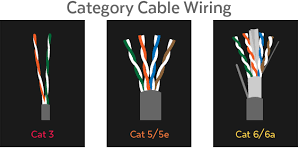 Category Cable Wiring
Cat 3
Cat 5/5e
Cat 6/6a